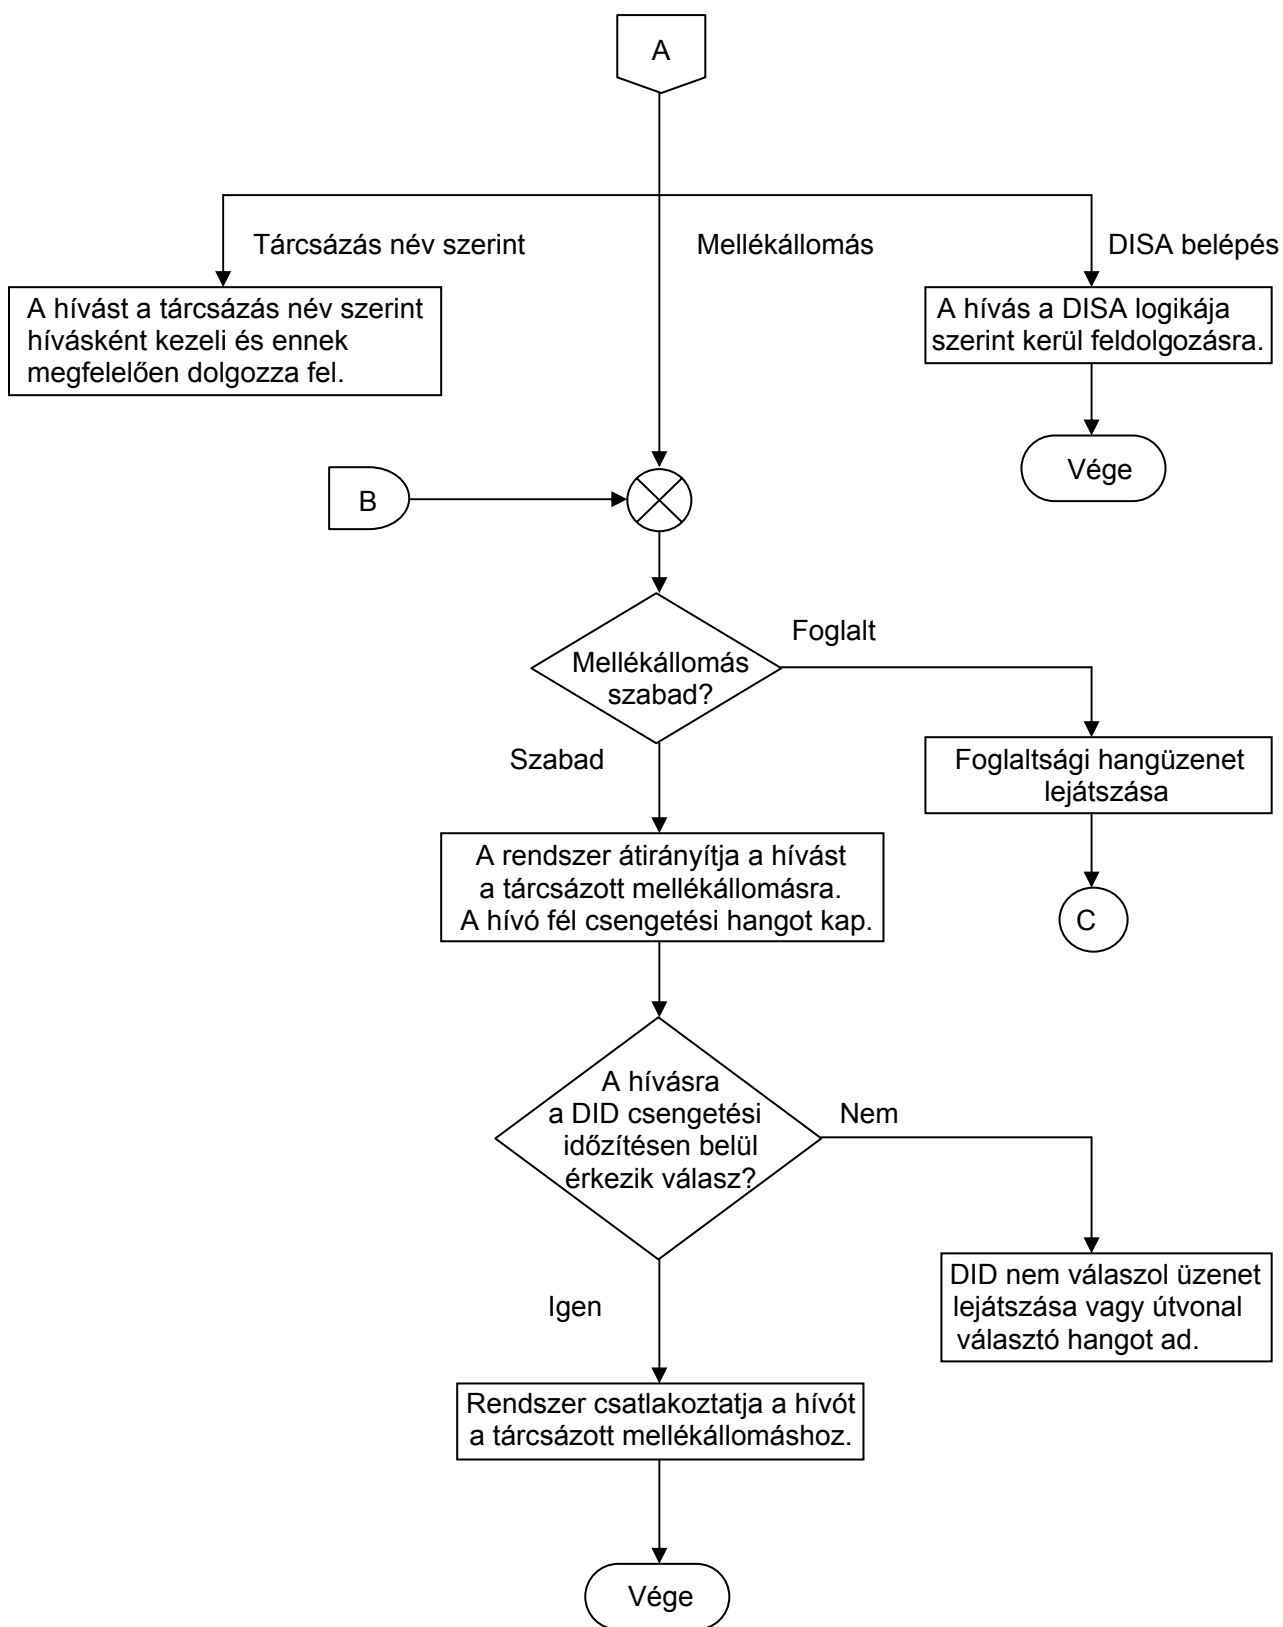 A
Tárcsázás név szerint
Mellékállomás
DISA belépés
A hívást a tárcsázás név szerint
hívásként kezeli és ennek
megfelelően dolgozza fel.
A hívás a DISA logikája
szerint kerül feldolgozásra.
Vége
B
Foglalt
Mellékállomás
szabad?
Szabad
Foglaltsági hangüzenet
lejátszása
A rendszer átirányítja a hívást
a tárcsázott mellékállomásra.
A hívó fél csengetési hangot kap.
C
A hívásra
a DID csengetési
időzítésen belül
érkezik válasz?
Nem
DID nem válaszol üzenet
lejátszása vagy útvonal
választó hangot ad.
Igen
Rendszer csatlakoztatja a hívót
a tárcsázott mellékállomáshoz.
Vége